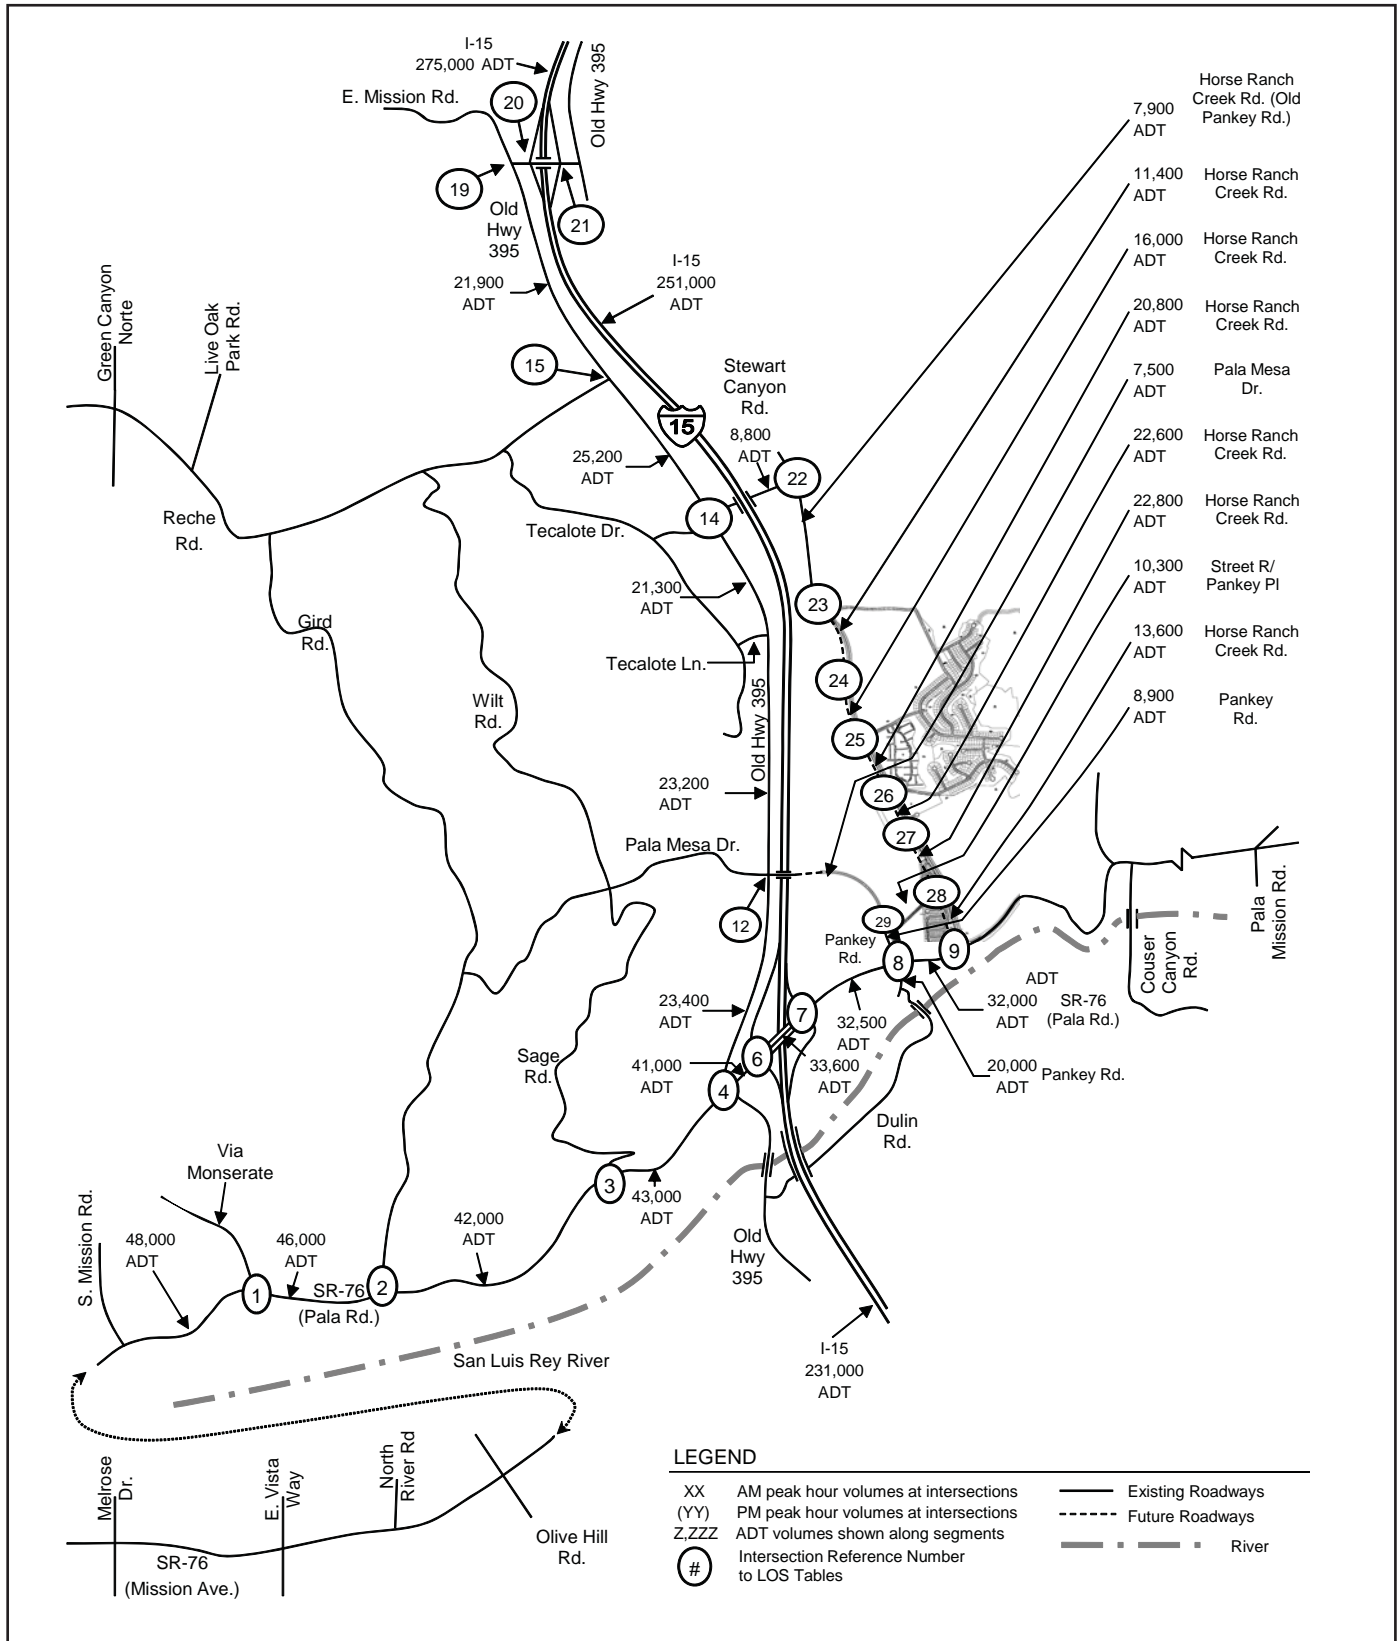 I-15
275,000 ADT
Old Hwy 395
E. Mission Rd.
20
19
21
Old
Hwy
395
21,900
ADT
I-15
251,000
ADT
Horse Ranch
Creek Rd. (Old
Pankey Rd.)
7,900
ADT
11,400
ADT
Horse Ranch
Creek Rd.
16,000
ADT
Horse Ranch
Creek Rd.
20,800
ADT
Horse Ranch
Creek Rd.
7,500
ADT
Pala Mesa
Dr.
22,600
ADT
Horse Ranch
Creek Rd.
22,800
ADT
Horse Ranch
Creek Rd.
10,300
ADT
Street R/
Pankey Pl
13,600
ADT
Horse Ranch
Creek Rd.
8,900
ADT
Pankey
Rd.
Green Canyon
Norte
Live Oak
Park Rd.
15
Stewart
Canyon
Rd.
15
8,800
ADT
22
25,200
ADT
14
Reche
Rd.
Tecalote Dr.
21,300
ADT
23
Gird
Rd.
Tecalote Ln.
24
Wilt
Rd.
Old Hwy 395
25
23,200
ADT
26
27
Pala Mesa Dr.
28
12
29
Pankey
Rd.
8
9
Couser
Canyon
Rd.
Pala
Mission Rd.
ADT
32,000
ADT
SR-76
(Pala Rd.)
23,400
ADT
7
32,500
ADT
Sage
Rd.
41,000
ADT
6
33,600
ADT
20,000
ADT
Pankey Rd.
4
Dulin
Rd.
Via
Monserate
3
43,000
ADT
S. Mission Rd.
48,000
ADT
46,000
ADT
42,000
ADT
Old
Hwy
395
1
SR-76
(Pala Rd.)
2
San Luis Rey River
I-15
231,000
ADT
Melrose
Dr.
E. Vista
Way
North
River Rd
Olive Hill
Rd.
SR-76
(Mission Ave.)
LEGEND
XX AM peak hour volumes at intersections
(YY) PM peak hour volumes at intersections
Z,ZZZ ADT volumes shown along segments
# Intersection Reference Number
to LOS Tables
Existing Roadways
Future Roadways
River